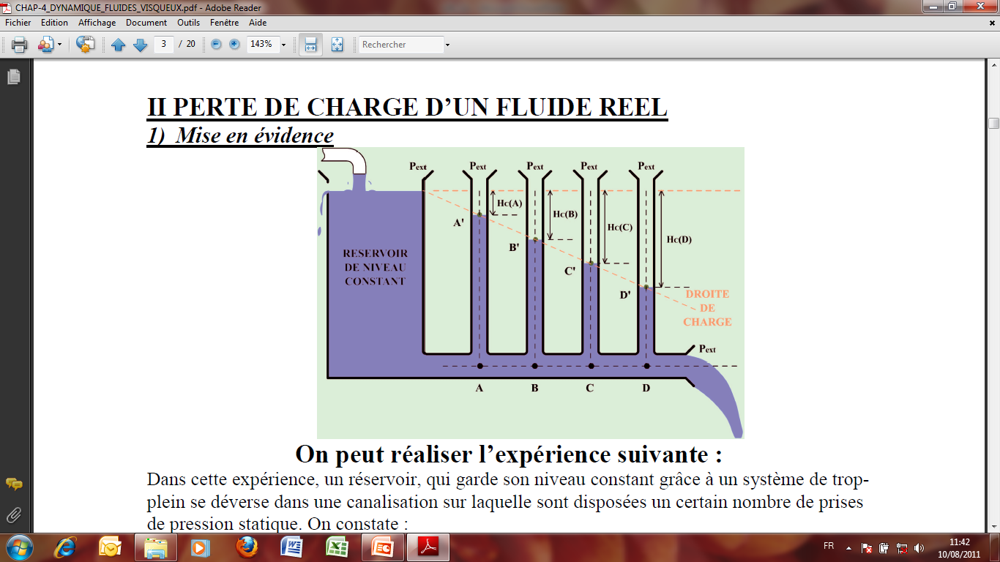 CHAP-4_DYNAMIQUE_FLUIDES_VISQUEUX.pdf - Adobe Reader
Fichier Edition Affichage Document Outils Fenêtre Aide
3 / 20 143% Rechercher
II PERTE DE CHARGE D'UN FLUIDE REEL
1) Mise en évidence
Pext Pext Pext Pext Pext
HC(A)
HC(B)
HC(C)
HC(D)
A'
B'
C'
D'
RESERVOIR
DE NIVEAU
CONSTANT
DROITE
DE
CHARGE
Pext
A B C D
On peut réaliser l'expérience suivante :
Dans cette expérience, un réservoir, qui garde son niveau constant grâce à un système de trop-
plein se déverse dans une canalisation sur laquelle sont disposées un certain nombre de prises
de pression statique. On constate :
FR
11:42
10/08/2011